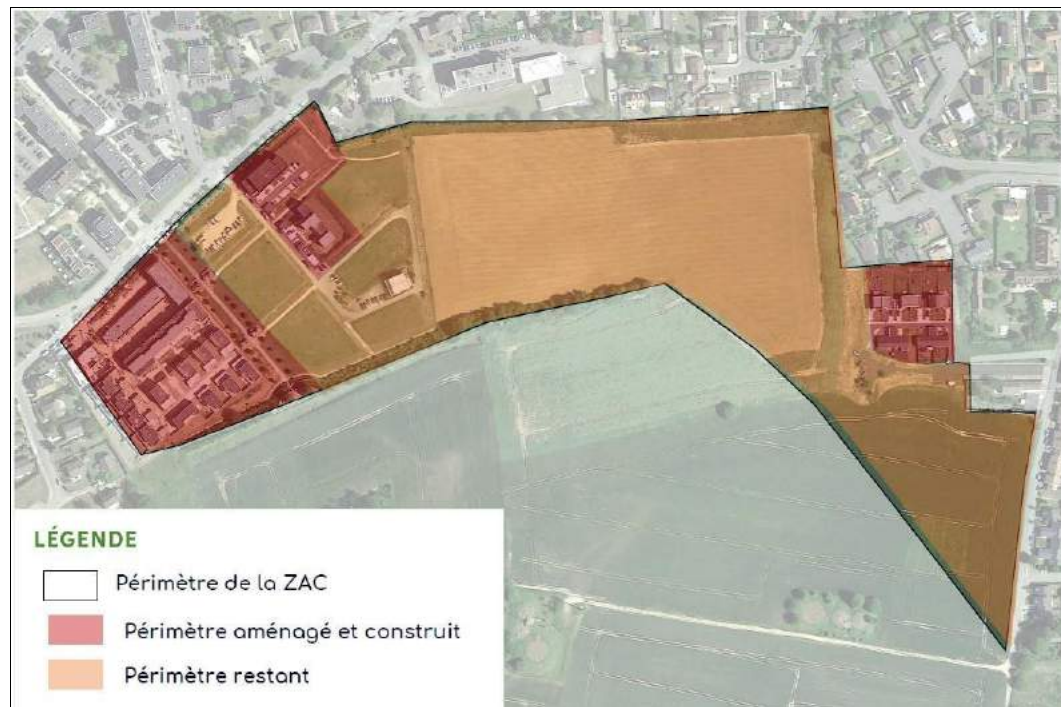 LÉGENDE
Périmètre de la ZAC
Périmètre aménagé et construit
Périmètre restant